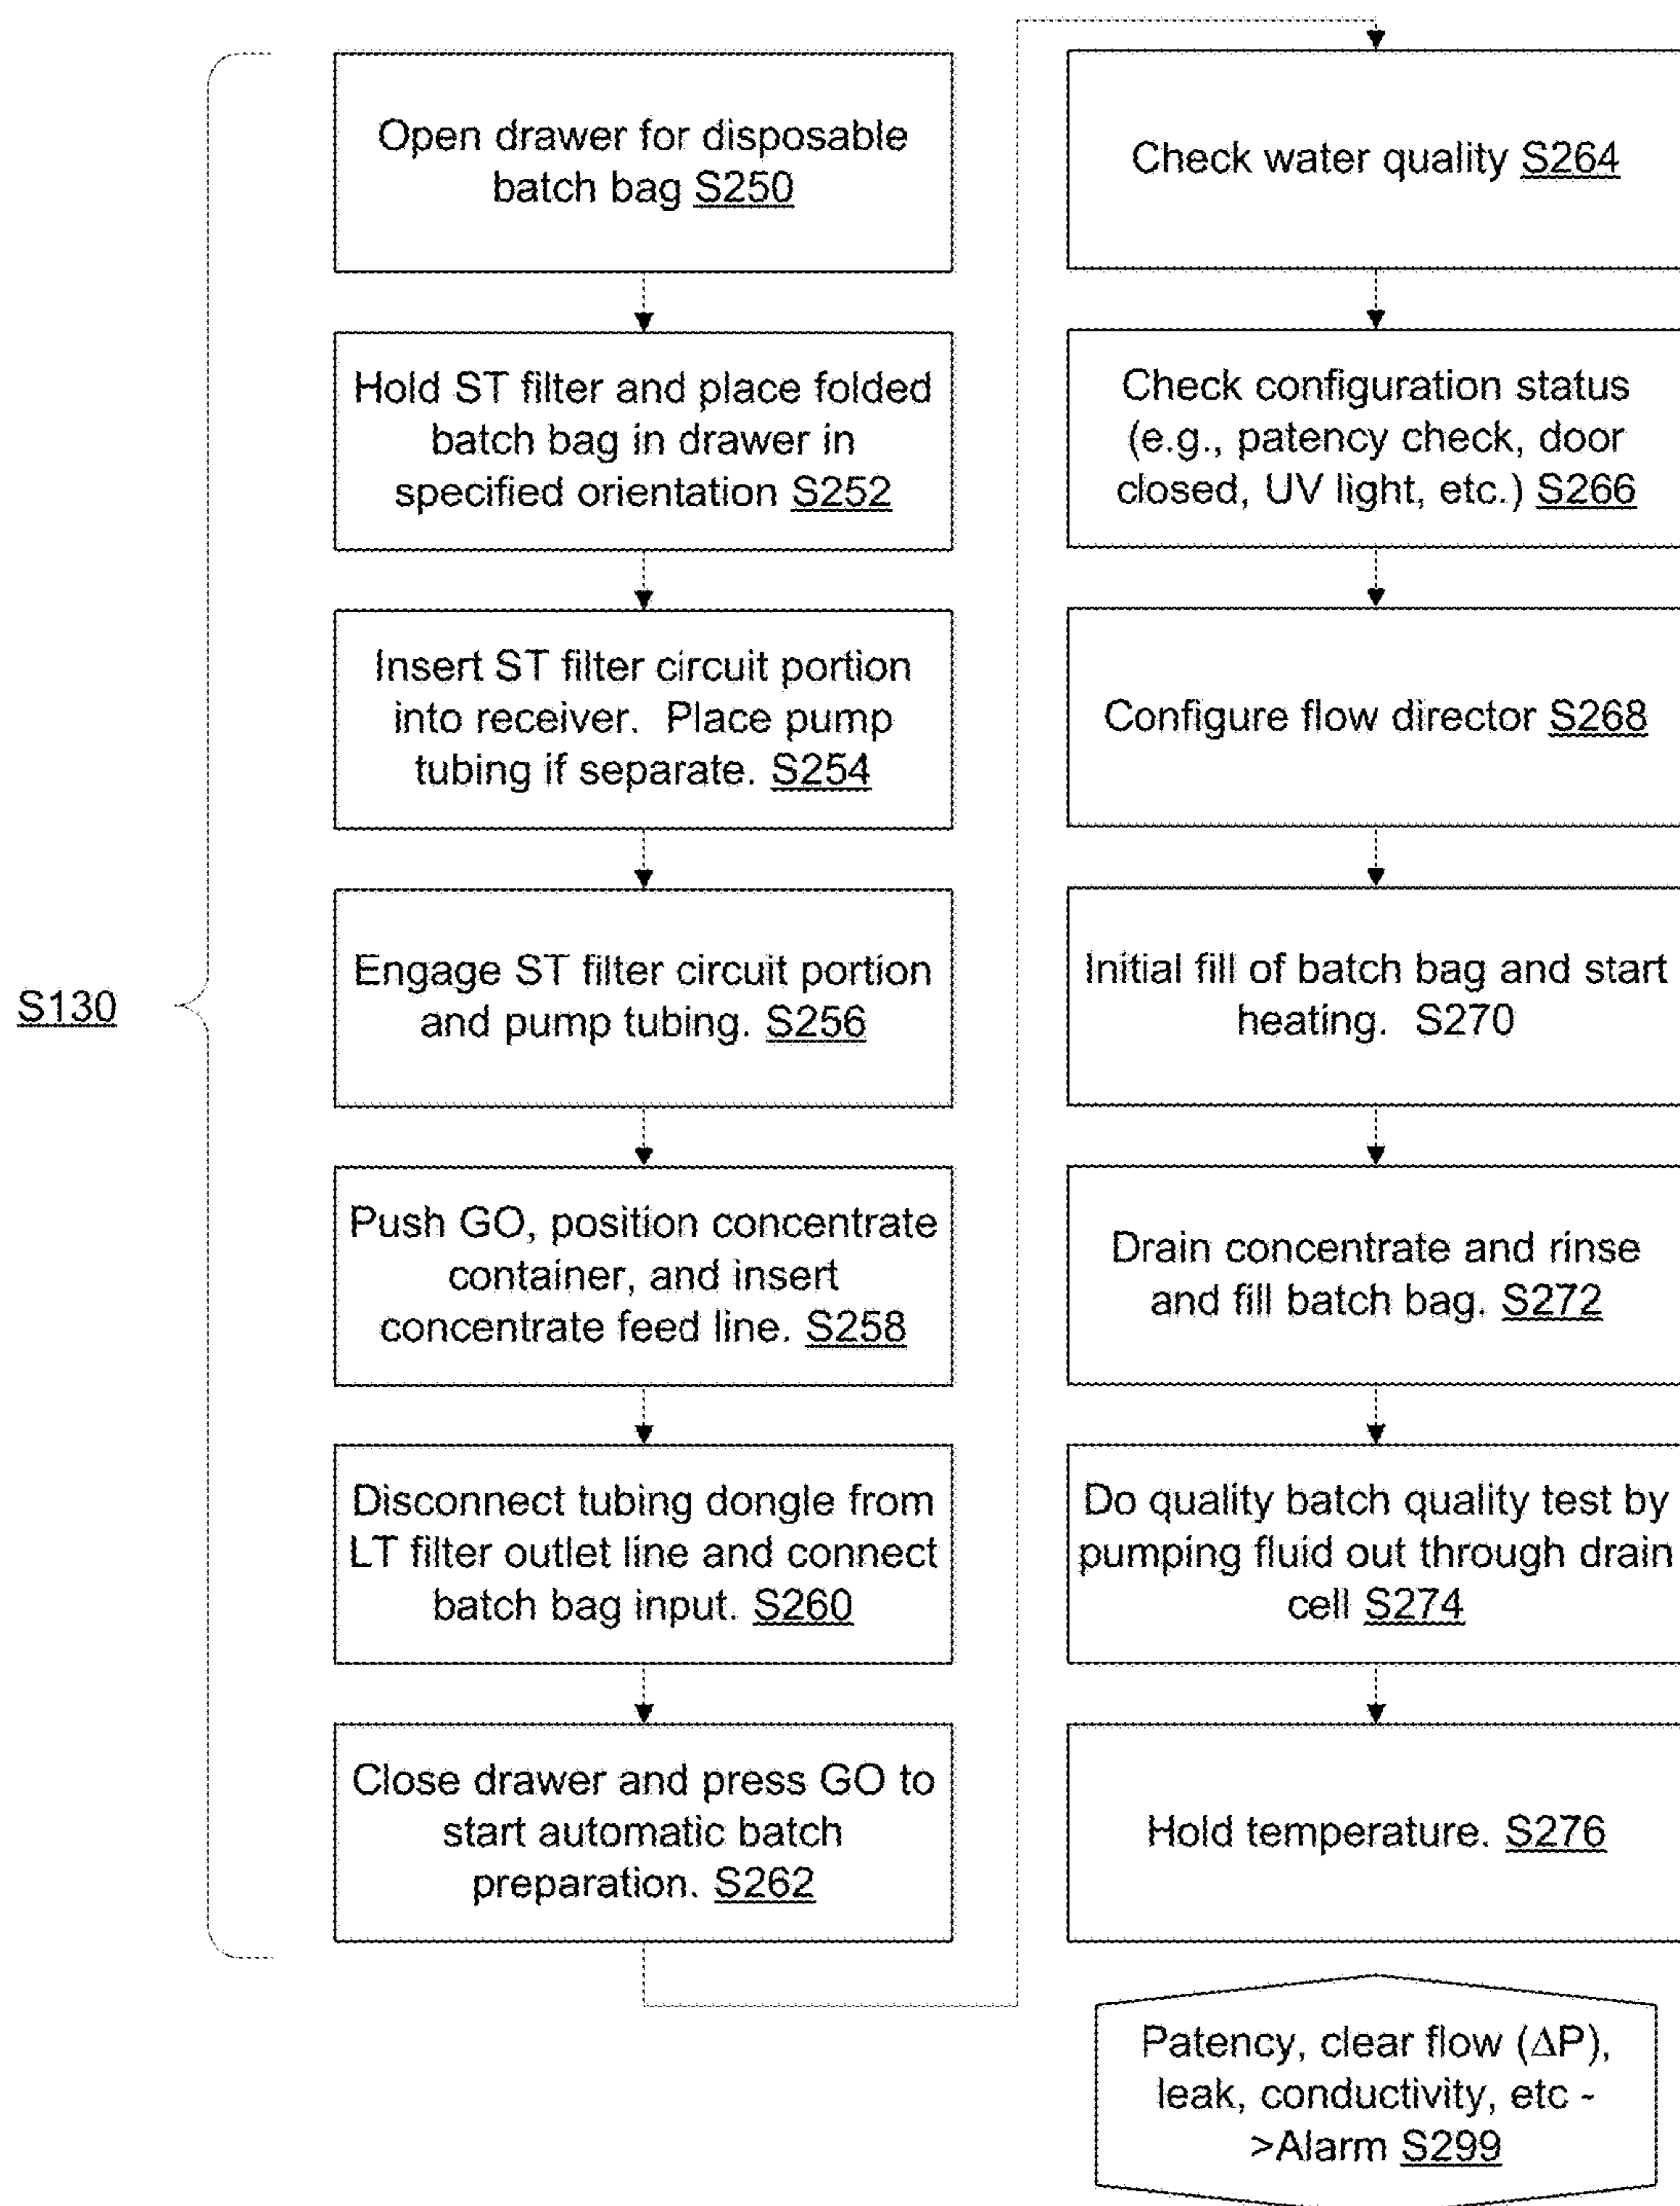 S130
Open drawer for disposable
batch bag S250
Hold ST filter and place folded
batch bag in drawer in
specified orientation S252
Insert ST filter circuit portion
into receiver. Place pump
tubing if separate. S254
Engage ST filter circuit portion
and pump tubing. S256
Push GO, position concentrate
container, and insert
concentrate feed line. S258
Disconnect tubing dongle from
LT filter outlet line and connect
batch bag input. S260
Close drawer and press GO to
start automatic batch
preparation. S262
Check water quality S264
Check configuration status
(e.g., patency check, door
closed, UV light, etc.) S266
Configure flow director S268
Initial fill of batch bag and start
heating. S270
Drain concentrate and rinse
and fill batch bag. S272
Do quality batch quality test by
pumping fluid out through drain
cell S274
Hold temperature. S276
Patency, clear flow (ΔP),
leak, conductivity, etc -
>Alarm S299